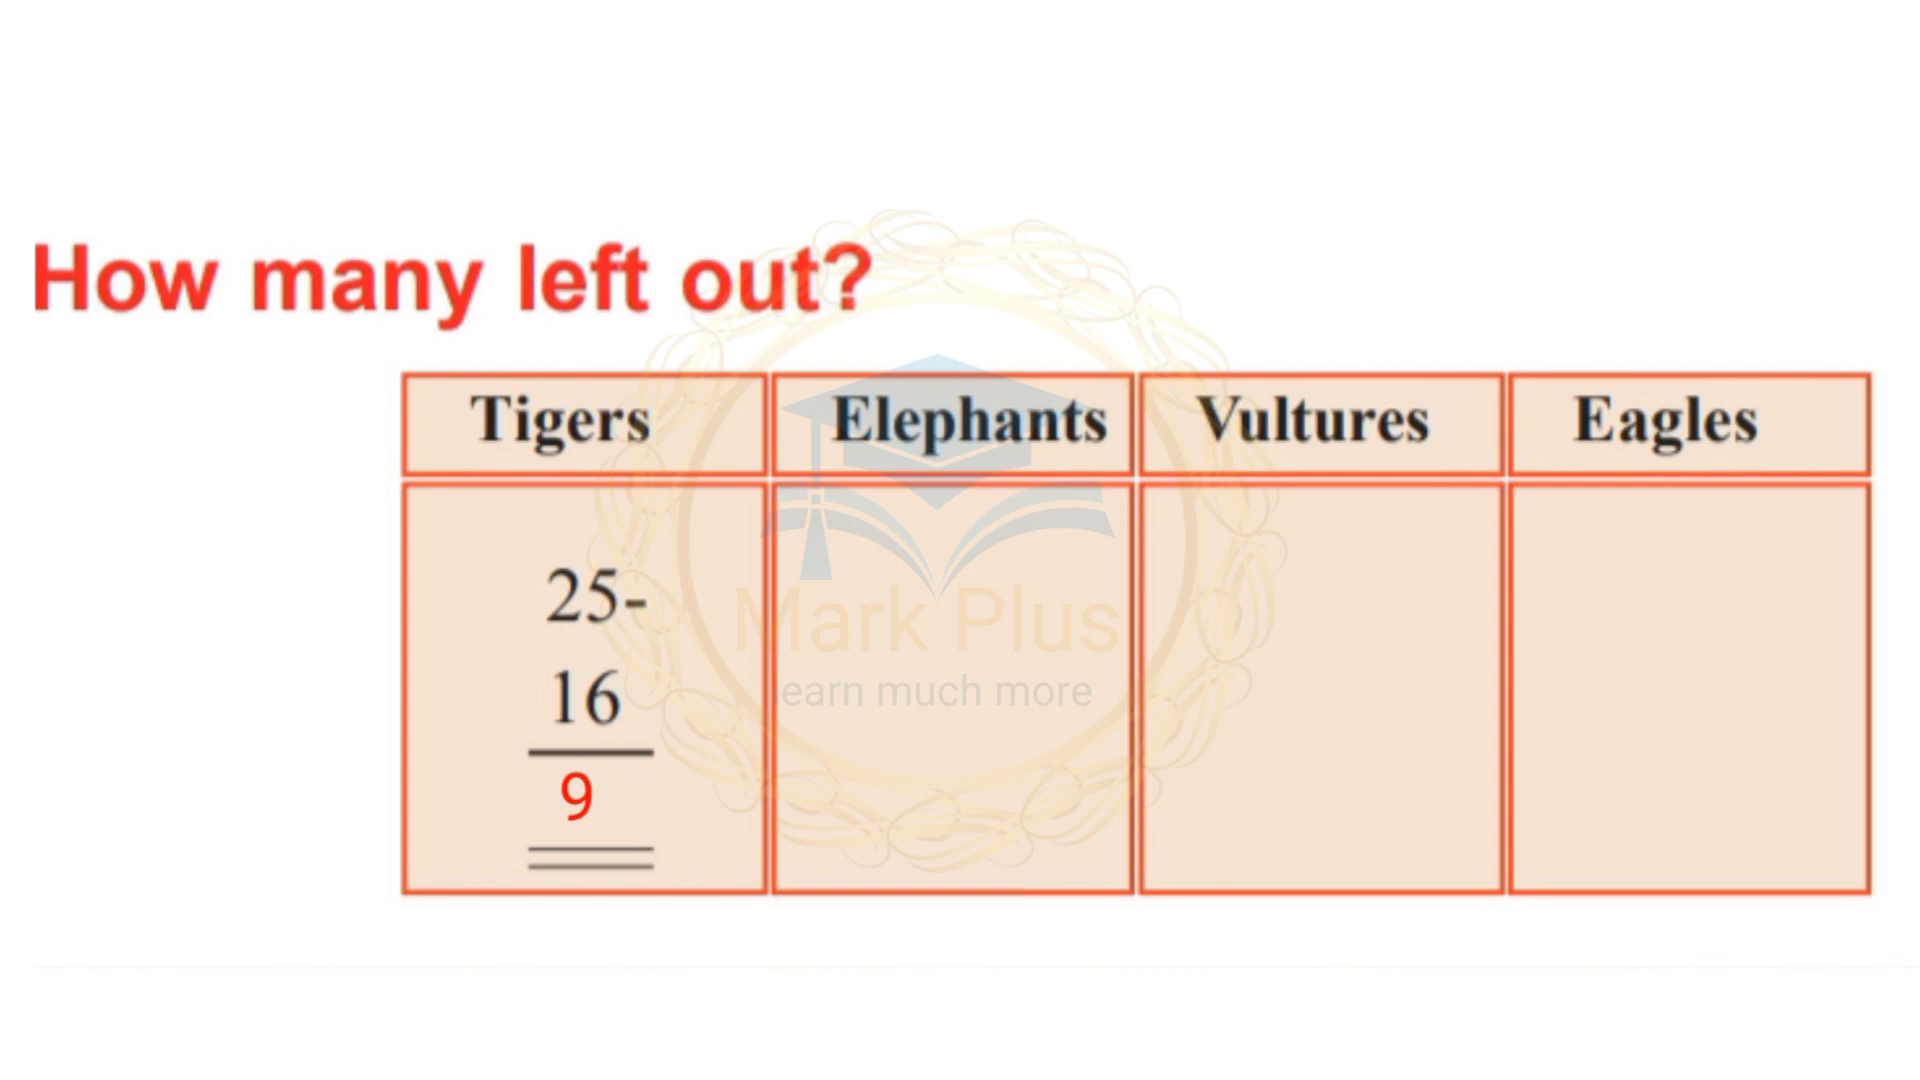 How many left out?
Tigers Elephants Vultures Eagles
25-
16
9
Mark Plus
earn much more